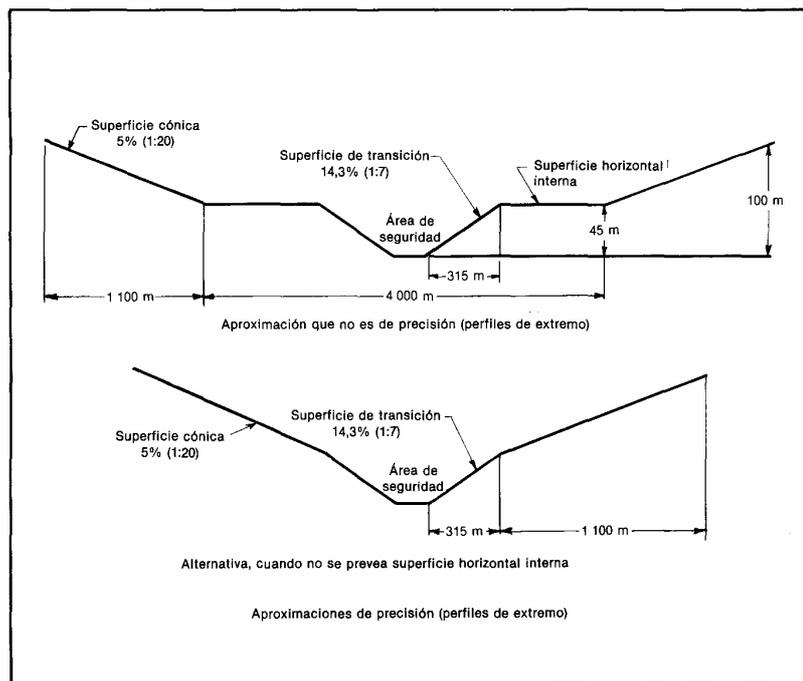 Superficie cónica
5% (1:20)
Superficie de transición
14,3% (1:7)
Superficie horizontal
interna
Área de
seguridad
100 m
45 m
315 m
1 100 m
4 000 m
Aproximación que no es de precisión (perfiles de extremo)
Superficie de transición
14,3% (1:7)
Superficie cónica
5% (1:20)
Área de
seguridad
315 m
1 100 m
Alternativa, cuando no se prevea superficie horizontal interna
Aproximaciones de precisión (perfiles de extremo)